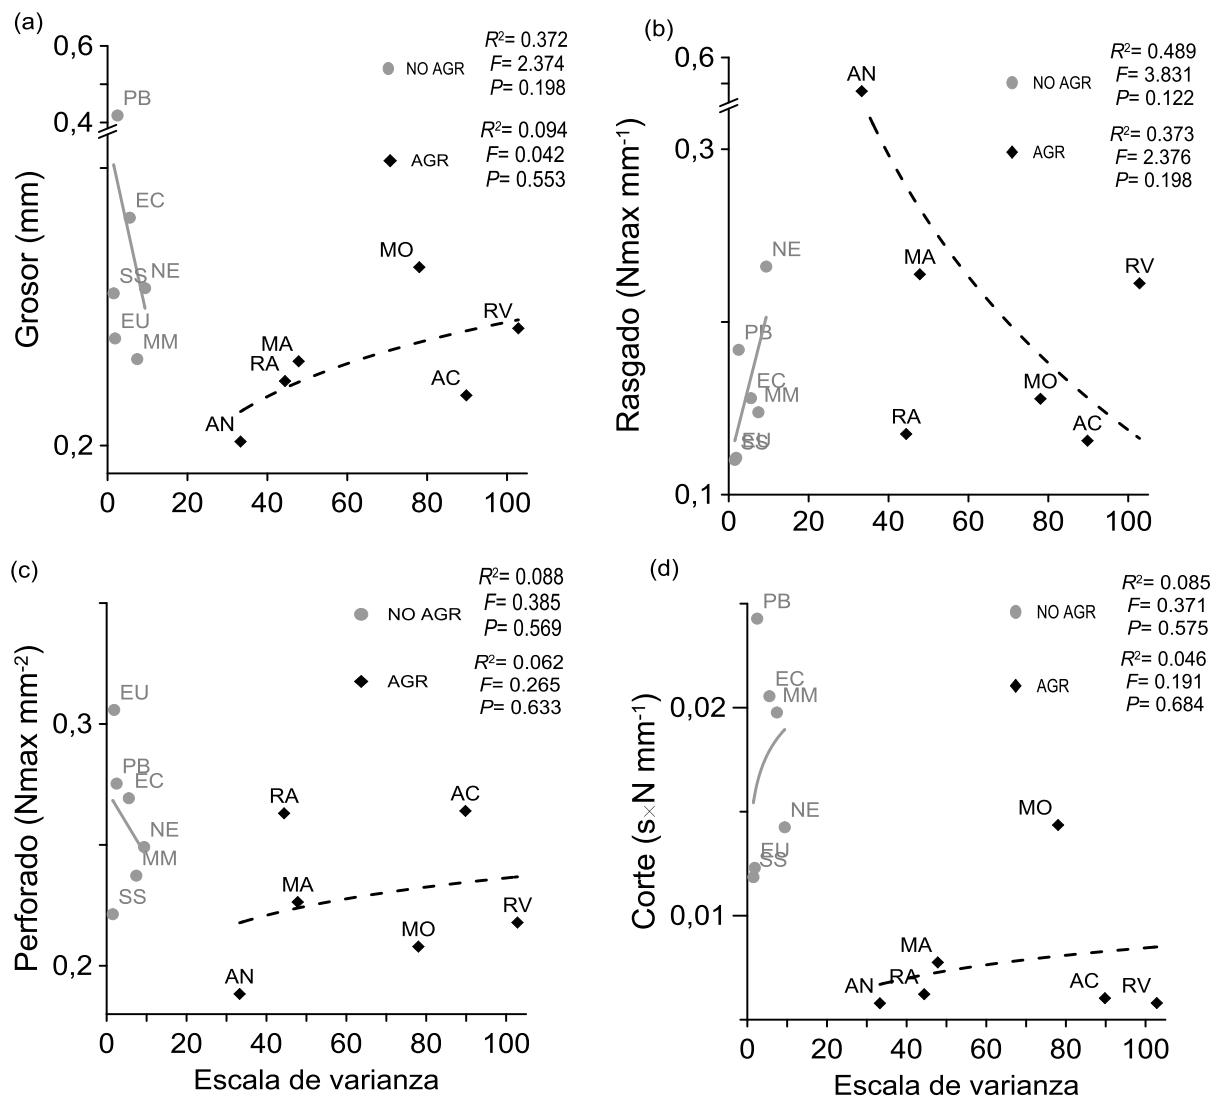 (a)
0,6
0,4
0,2
Grosor (mm)
R²= 0.372
F= 2.374
P= 0.198
NO AGR
R²= 0.094
F= 0.042
P= 0.553
AGR
PB
EC
SS
NE
EU
MM
MO
RV
MA
RA
AC
AN
0
20
40
60
80
100
(b)
0,6
0,3
0,1
Rasgado (Nmax mm⁻¹)
R²= 0.489
F= 3.831
P= 0.122
NO AGR
R²= 0.373
F= 2.376
P= 0.198
AGR
AN
NE
MA
RV
PB
EC
MM
MO
RA
AC
EU
SS
0
20
40
60
80
100
(c)
0,3
0,2
Perforado (Nmax mm⁻²)
R²= 0.088
F= 0.385
P= 0.569
NO AGR
R²= 0.062
F= 0.265
P= 0.633
AGR
EU
PB
EC
RA
AC
NE
MM
MA
SS
RV
MO
AN
0
20
40
60
80
100
Escala de varianza
(d)
0,02
0,01
Corte (s×N mm⁻¹)
R²= 0.085
F= 0.371
P= 0.575
NO AGR
R²= 0.046
F= 0.191
P= 0.684
AGR
PB
EC
MM
NE
MO
EU
SS
MA
RA
AN
AC
RV
0
20
40
60
80
100
Escala de varianza